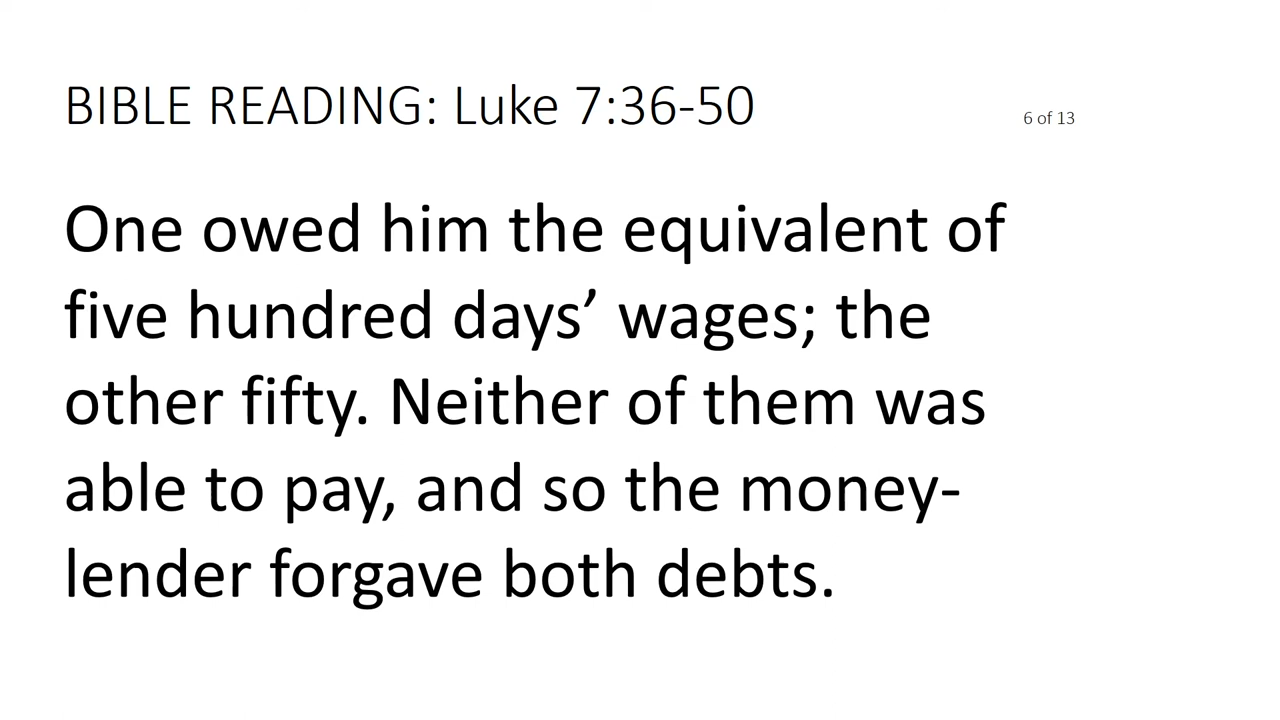 BIBLE READING: Luke 7:36-50
6 of 13
One owed him the equivalent of
five hundred days’ wages; the
other fifty. Neither of them was
able to pay, and so the money-
lender forgave both debts.